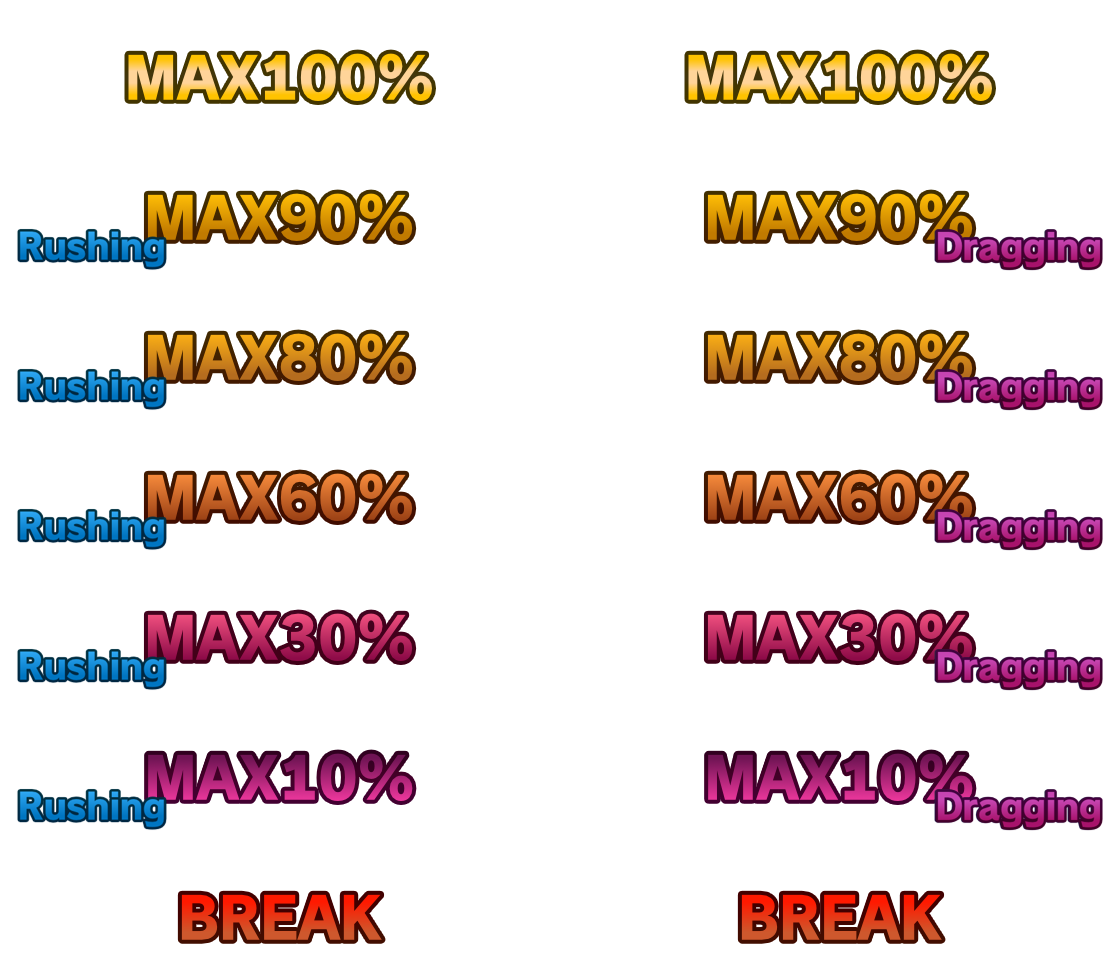 MAX100% MAX100%
MAX90% MAX90%
Rushing Dragging
MAX80% MAX80%
Rushing Dragging
MAX60% MAX60%
Rushing Dragging
MAX30% MAX30%
Rushing Dragging
MAX10% MAX10%
Rushing Dragging
BREAK BREAK